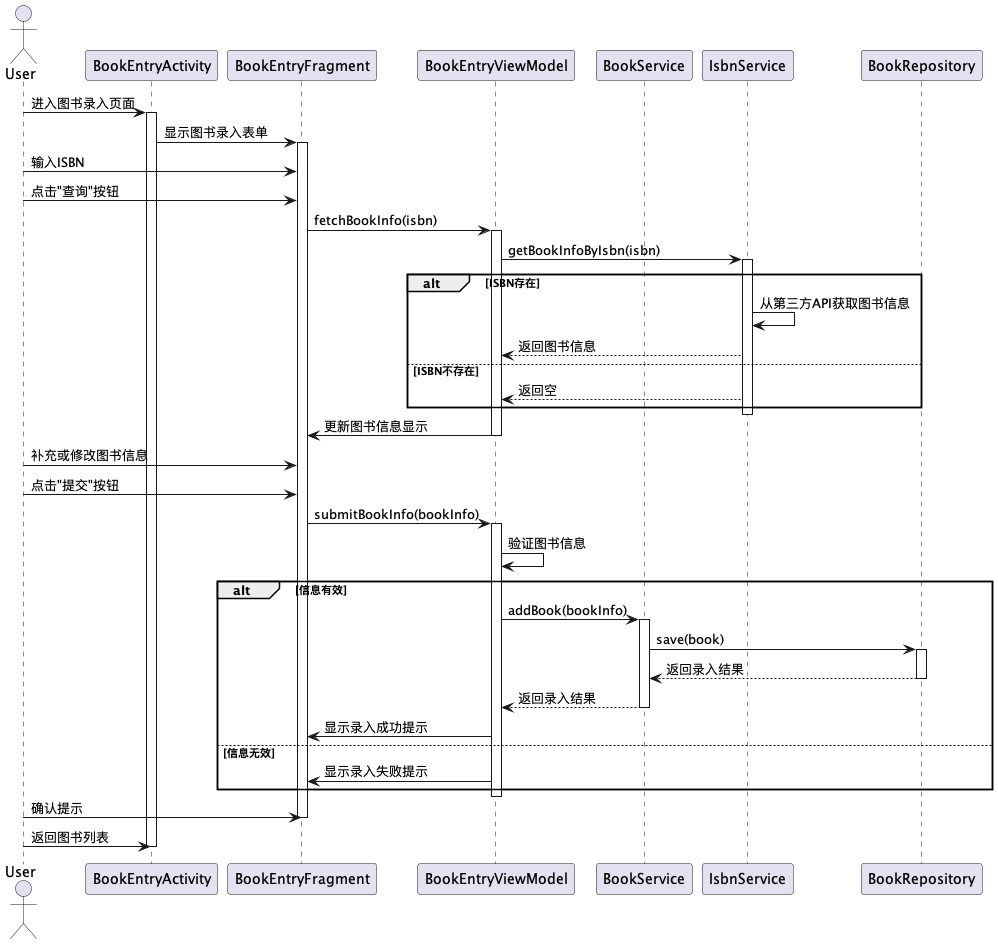 User
BookEntryActivity
BookEntryFragment
BookEntryViewModel
BookService
IsbnService
BookRepository
进入图书录入页面
显示图书录入表单
输入ISBN
点击"查询"按钮
fetchBookInfo(isbn)
getBookInfoByIsbn(isbn)
alt
[ISBN存在]
从第三方API获取图书信息
返回图书信息
[ISBN不存在]
返回空
更新图书信息显示
补充或修改图书信息
点击"提交"按钮
submitBookInfo(bookInfo)
验证图书信息
alt
[信息有效]
addBook(bookInfo)
save(book)
返回录入结果
返回录入结果
显示录入成功提示
[信息无效]
显示录入失败提示
确认提示
返回图书列表
User
BookEntryActivity
BookEntryFragment
BookEntryViewModel
BookService
IsbnService
BookRepository